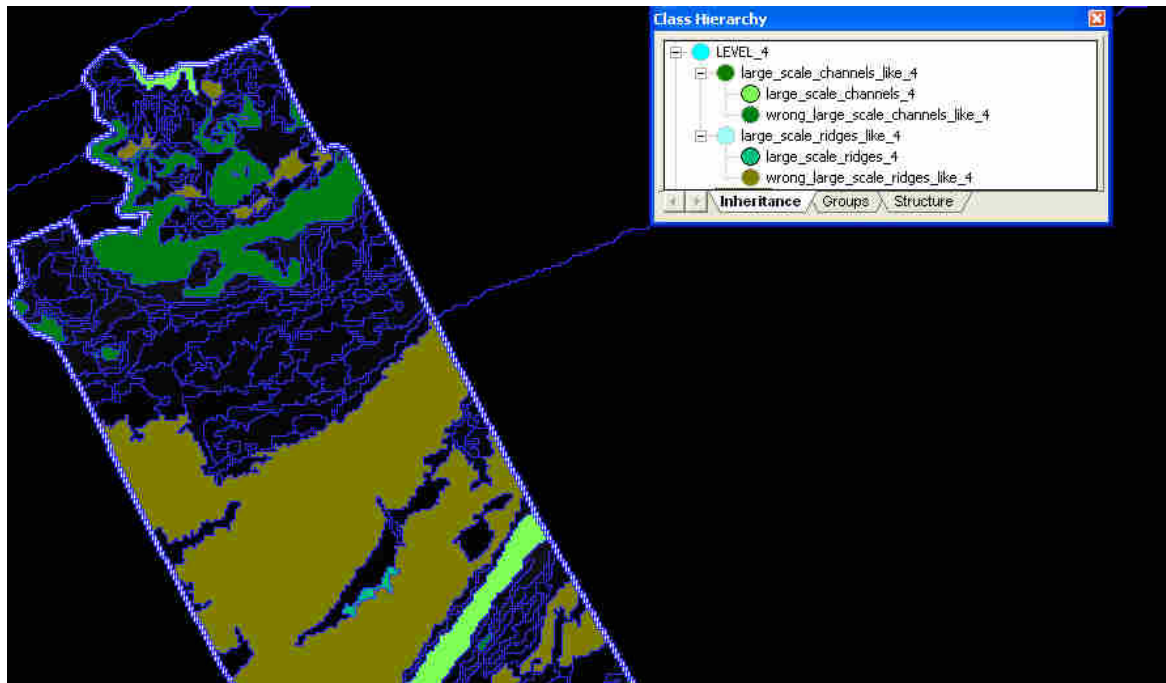 Class Hierarchy
LEVEL_4
large_scale_channels_like_4
large_scale_channels_4
wrong_large_scale_channels_like_4
large_scale_ridges_like_4
large_scale_ridges_4
wrong_large_scale_ridges_like_4
Inheritance Groups Structure